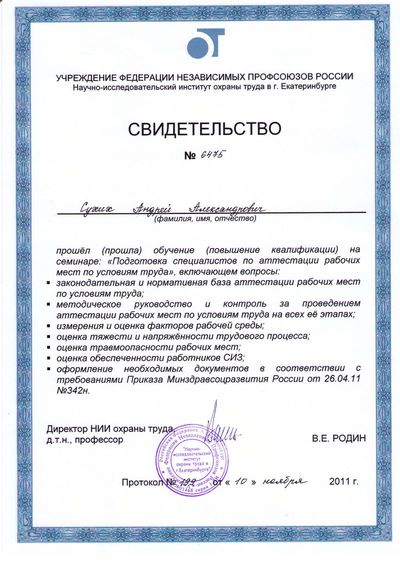 УЧРЕЖДЕНИЕ ФЕДЕРАЦИИ НЕЗАВИСИМЫХ ПРОФСОЮЗОВ РОССИИ
Научно-исследовательский институт охраны труда в г. Екатеринбурге
СВИДЕТЕЛЬСТВО
№ 6475
Сухих Андрей Александрович
(фамилия, имя, отчество)
прошёл (прошла) обучение (повышение квалификации) на
семинаре: «Подготовка специалистов по аттестации рабочих
мест по условиям труда», включающем вопросы:
▪ законодательная и нормативная база аттестации рабочих мест
по условиям труда;
▪ методическое руководство и контроль за проведением
аттестации рабочих мест по условиям труда на всех её этапах;
▪ измерения и оценка факторов рабочей среды;
▪ оценка тяжести и напряжённости трудового процесса;
▪ оценка травмоопасности рабочих мест;
▪ оценка обеспеченности работников СИЗ;
▪ оформление необходимых документов в соответствии с
требованиями Приказа Минздравсоцразвития России от 26.04.11
№342н.
Директор НИИ охраны труда,
д.т.н., профессор В.Е. РОДИН
"Научно-
исследовательский
институт
охраны труда в
г. Екатеринбурге"
Протокол № 192 от « 10 » ноября 2011 г.